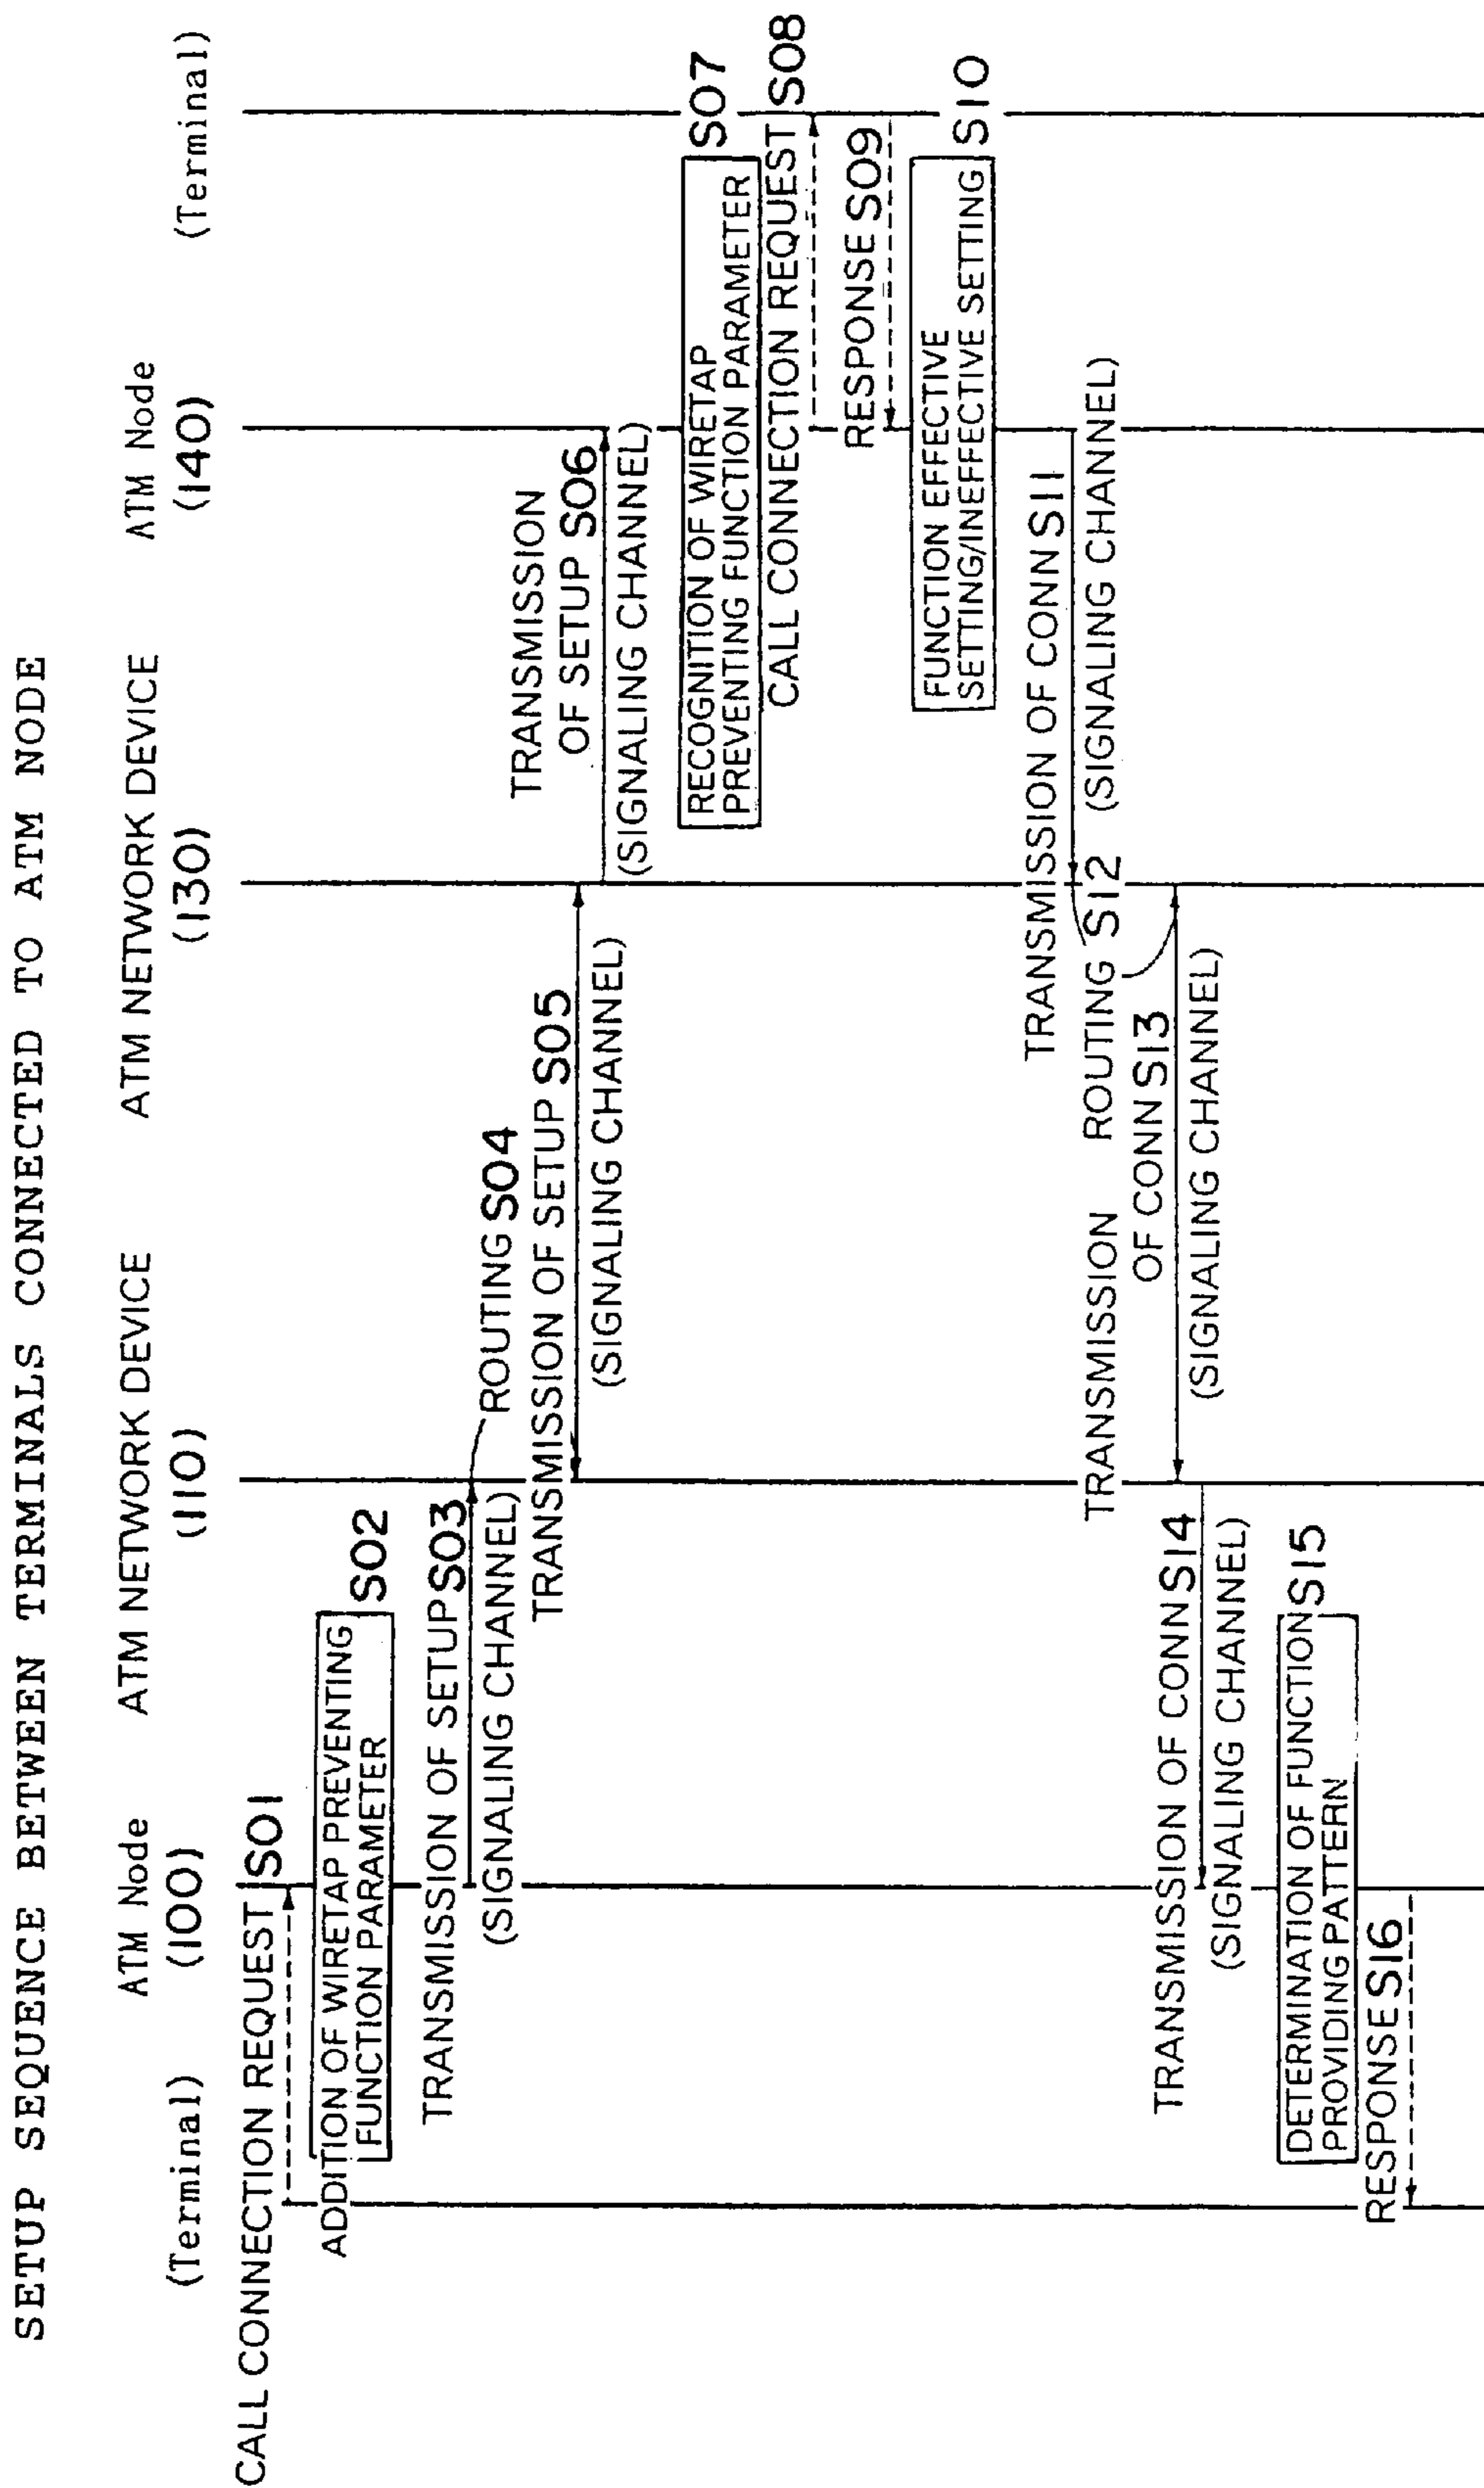 SETUP SEQUENCE BETWEEN TERMINALS CONNECTED TO ATM NODE
(Terminal)
ATM Node
(100)
ATM NETWORK DEVICE
(110)
ATM NETWORK DEVICE
(130)
ATM Node
(140)
(Terminal)
CALL CONNECTION REQUEST S01
ADDITION OF WIRETAP PREVENTING
FUNCTION PARAMETER
S02
TRANSMISSION OF SETUP S03
(SIGNALING CHANNEL)
ROUTING S04
TRANSMISSION OF SETUP S05
(SIGNALING CHANNEL)
TRANSMISSION
OF SETUP S06
(SIGNALING CHANNEL)
RECOGNITION OF WIRETAP
PREVENTING FUNCTION PARAMETER
S07
CALL CONNECTION REQUEST S08
RESPONSE S09
FUNCTION EFFECTIVE
SETTING/INEFFECTIVE SETTING
S10
TRANSMISSION OF CONN S11
(SIGNALING CHANNEL)
ROUTING S12
TRANSMISSION
OF CONN S13
(SIGNALING CHANNEL)
TRANSMISSION OF CONN S14
(SIGNALING CHANNEL)
DETERMINATION OF FUNCTION
PROVIDING PATTERN
S15
RESPONSE S16